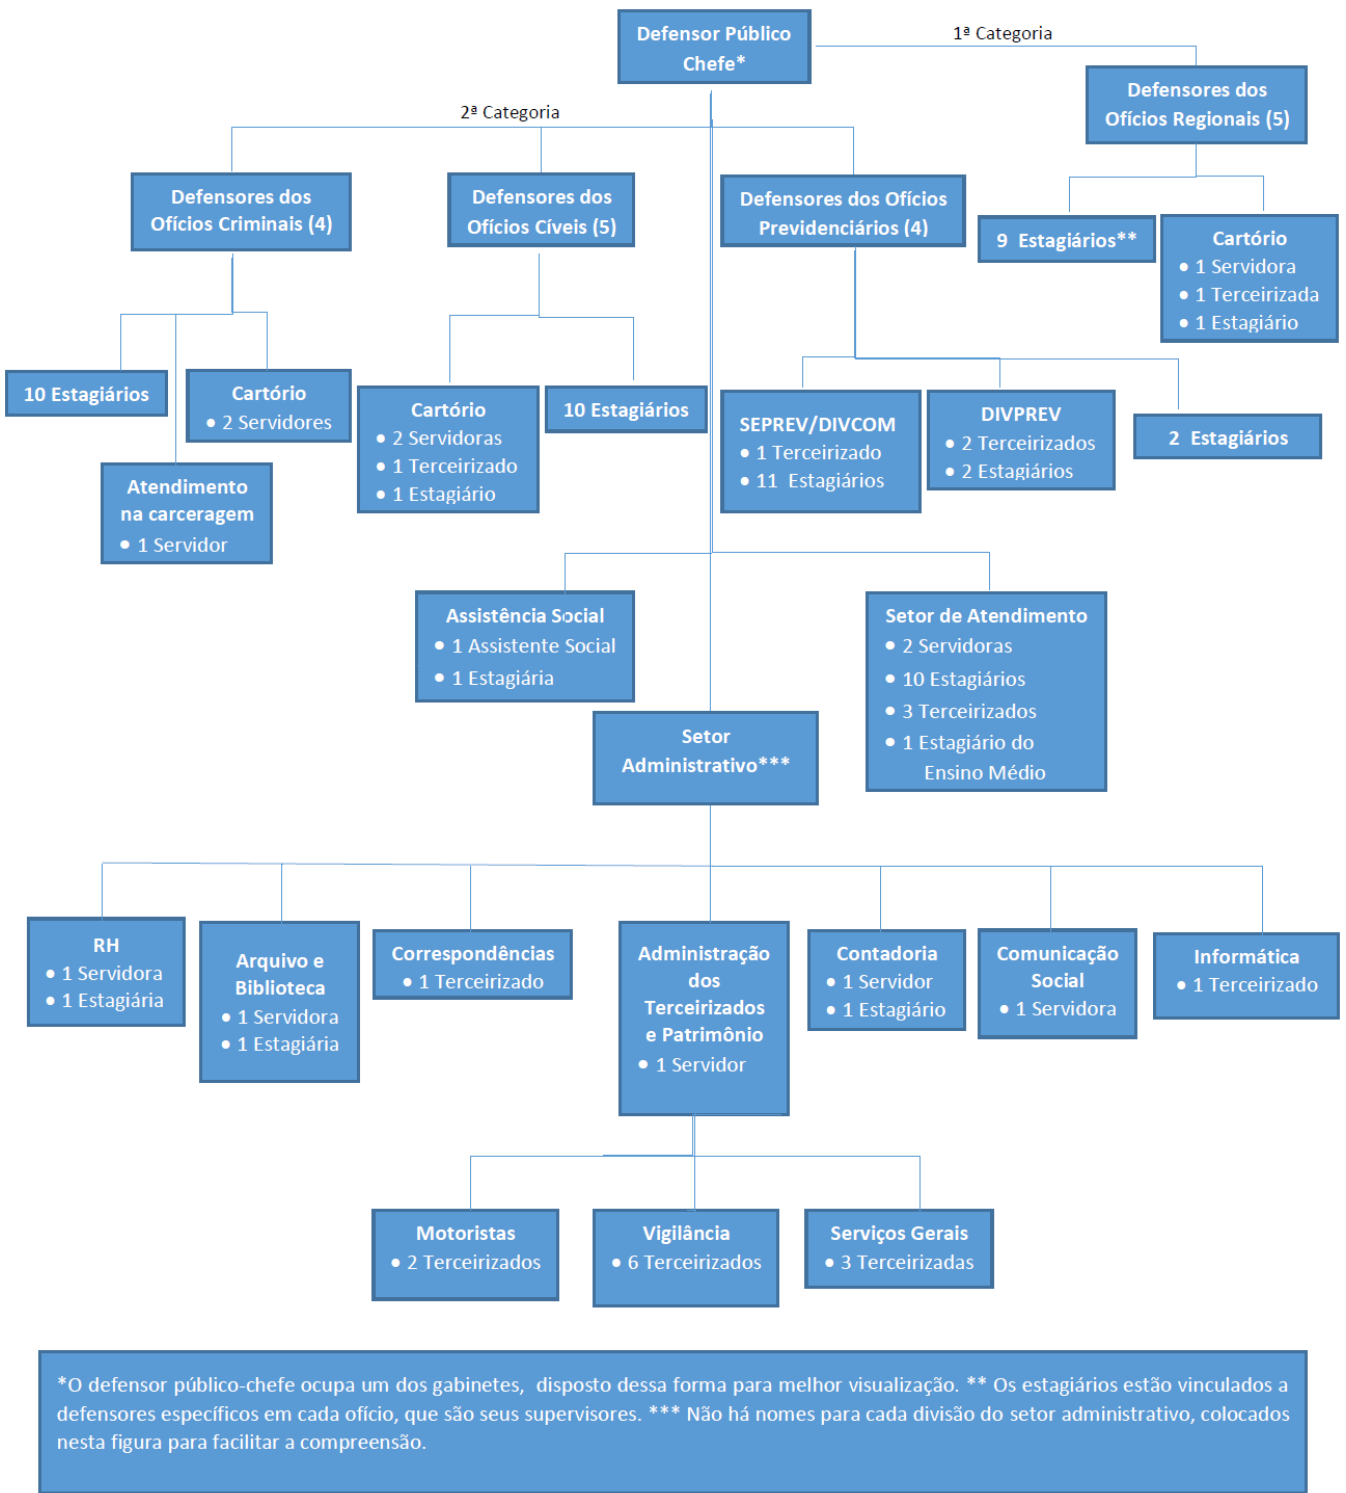 Defensor Público
Chefe*
1ª Categoria
Defensores dos
Ofícios Regionais (5)
2ª Categoria
Defensores dos
Ofícios Criminais (4)
Defensores dos
Ofícios Cíveis (5)
Defensores dos Ofícios
Previdenciários (4)
9 Estagiários**
Cartório
• 1 Servidora
• 1 Terceirizada
• 1 Estagiário
10 Estagiários
Cartório
• 2 Servidores
Atendimento
na carceragem
• 1 Servidor
Cartório
• 2 Servidoras
• 1 Terceirizado
• 1 Estagiário
10 Estagiários
SEPREV/DIVCOM
• 1 Terceirizado
• 11 Estagiários
DIVPREV
• 2 Terceirizados
• 2 Estagiários
2 Estagiários
Assistência Social
• 1 Assistente Social
• 1 Estagiária
Setor de Atendimento
• 2 Servidoras
• 10 Estagiários
• 3 Terceirizados
• 1 Estagiário do
Ensino Médio
Setor
Administrativo***
RH
• 1 Servidora
• 1 Estagiária
Arquivo e
Biblioteca
• 1 Servidora
• 1 Estagiária
Correspondências
• 1 Terceirizado
Administração
dos
Terceirizados
e Patrimônio
• 1 Servidor
Contadoria
• 1 Servidor
• 1 Estagiário
Comunicação
Social
• 1 Servidora
Informática
• 1 Terceirizado
Motoristas
• 2 Terceirizados
Vigilância
• 6 Terceirizados
Serviços Gerais
• 3 Terceirizadas
*O defensor público-chefe ocupa um dos gabinetes, disposto dessa forma para melhor visualização. ** Os estagiários estão vinculados a
defensores específicos em cada ofício, que são seus supervisores. *** Não há nomes para cada divisão do setor administrativo, colocados
nesta figura para facilitar a compreensão.